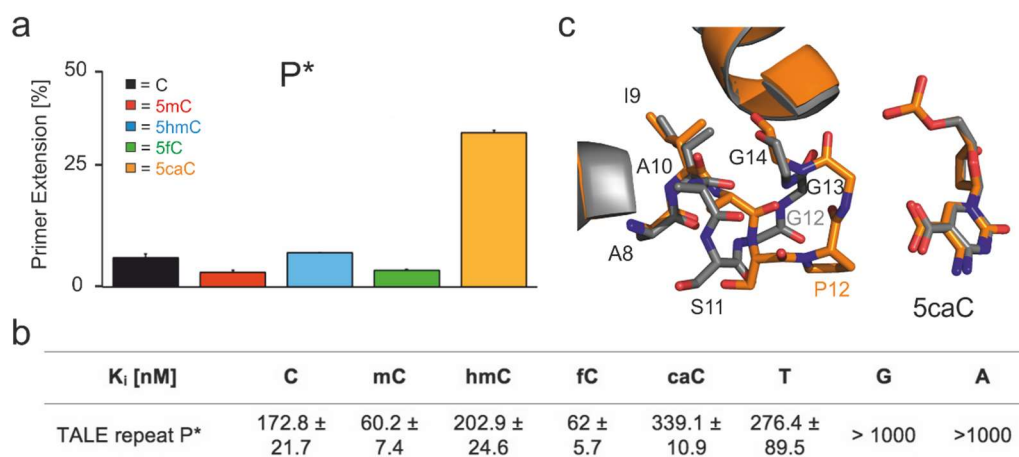 a
P*
50
25
0
Primer Extension [%]
= C
= 5mC
= 5hmC
= 5fC
= 5caC
c
I9
A10
A8
S11
G14
G13
G12
P12
5caC
b
Ki [nM] C mC hmC fC caC T G A
TALE repeat P* 172.8 ± 21.7 60.2 ± 7.4 202.9 ± 24.6 62 ± 5.7 339.1 ± 10.9 276.4 ± 89.5 > 1000 >1000